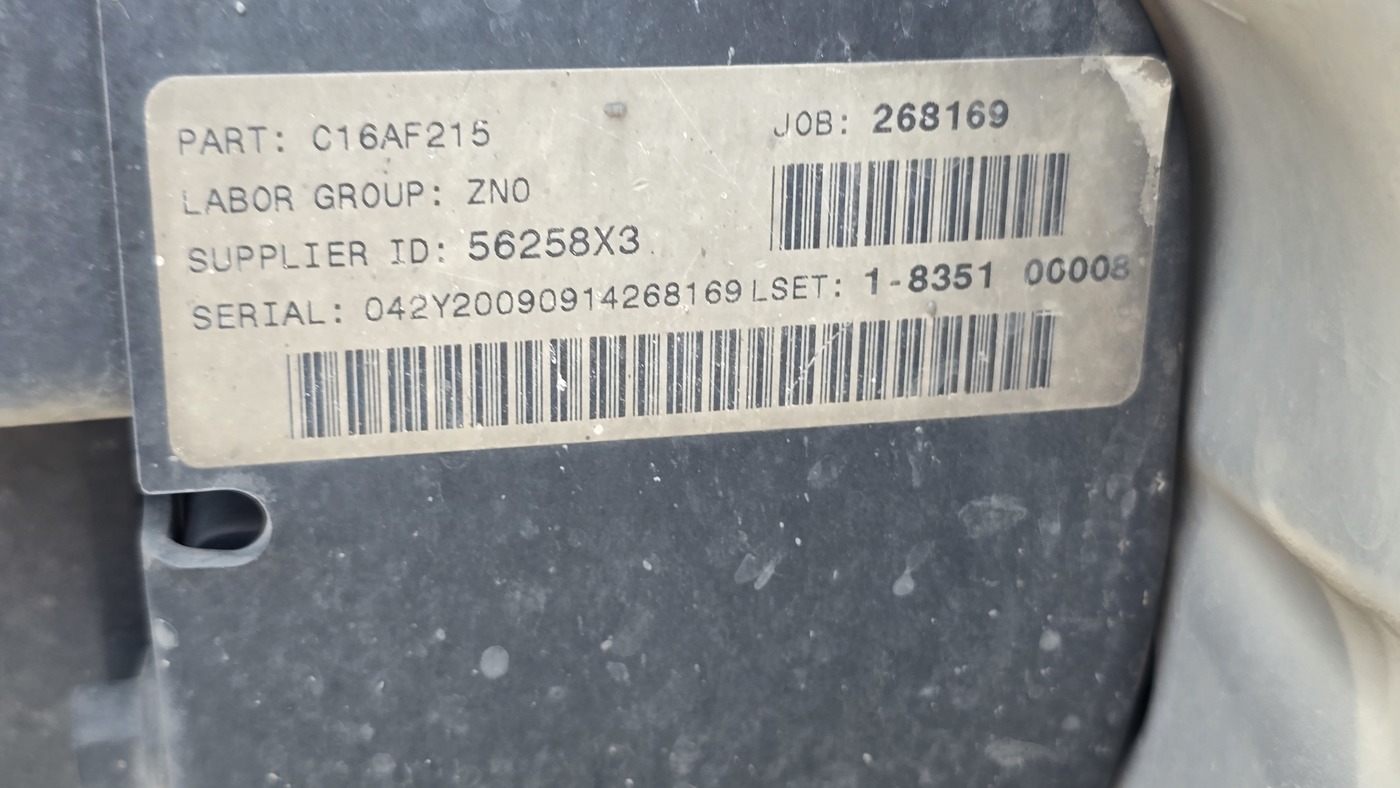 PART: C16AF215
JOB: 268169
LABOR GROUP: ZN0
SUPPLIER ID: 56258X3
SERIAL: 042Y20090914268169 LSET: 1-8351 00008